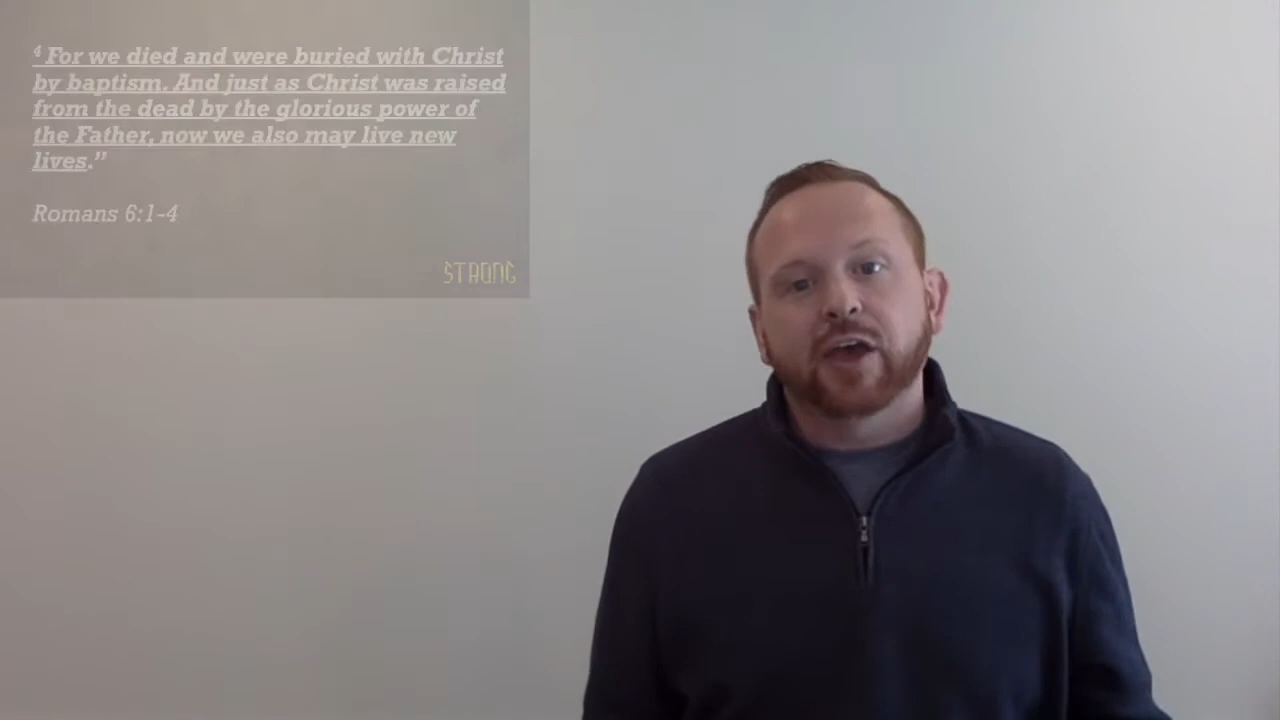 ⁴ For we died and were buried with Christ
by baptism. And just as Christ was raised
from the dead by the glorious power of
the Father, now we also may live new
lives.”
Romans 6:1-4
STRONG